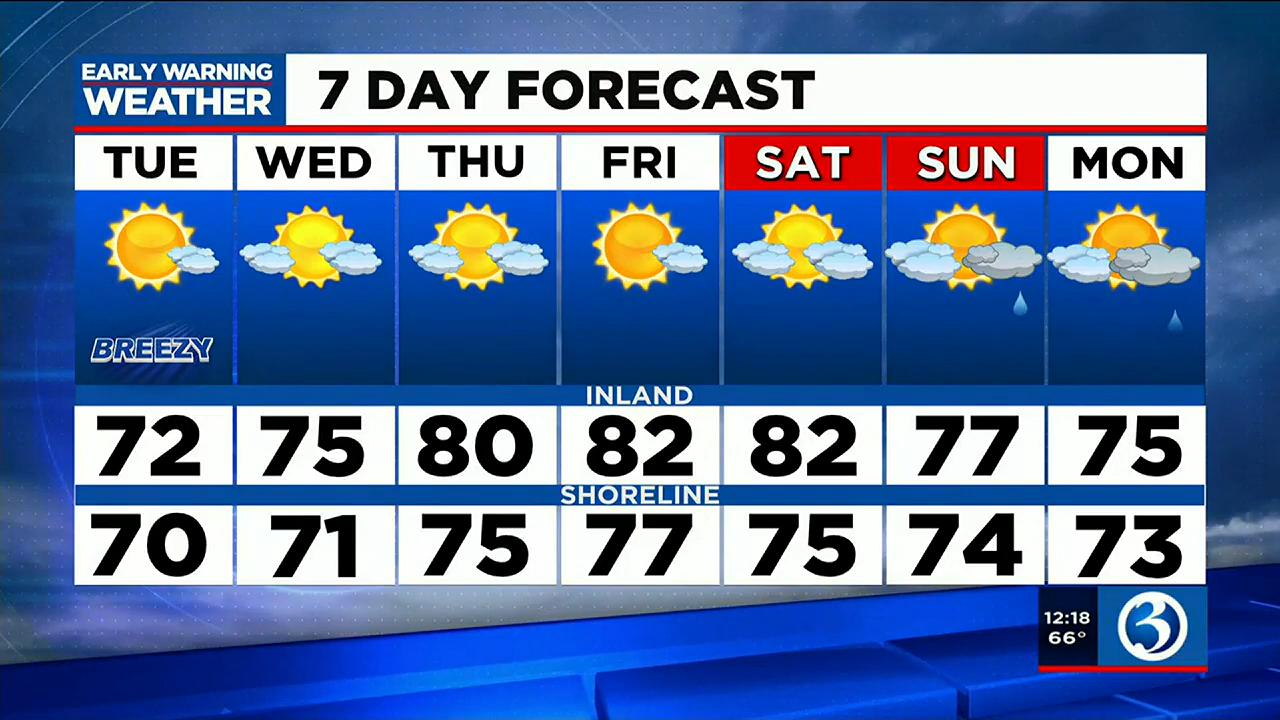 EARLY WARNING
WEATHER
7 DAY FORECAST
TUE WED THU FRI SAT SUN MON
BREEZY
INLAND
72 75 80 82 82 77 75
SHORELINE
70 71 75 77 75 74 73
12:18
66°
3